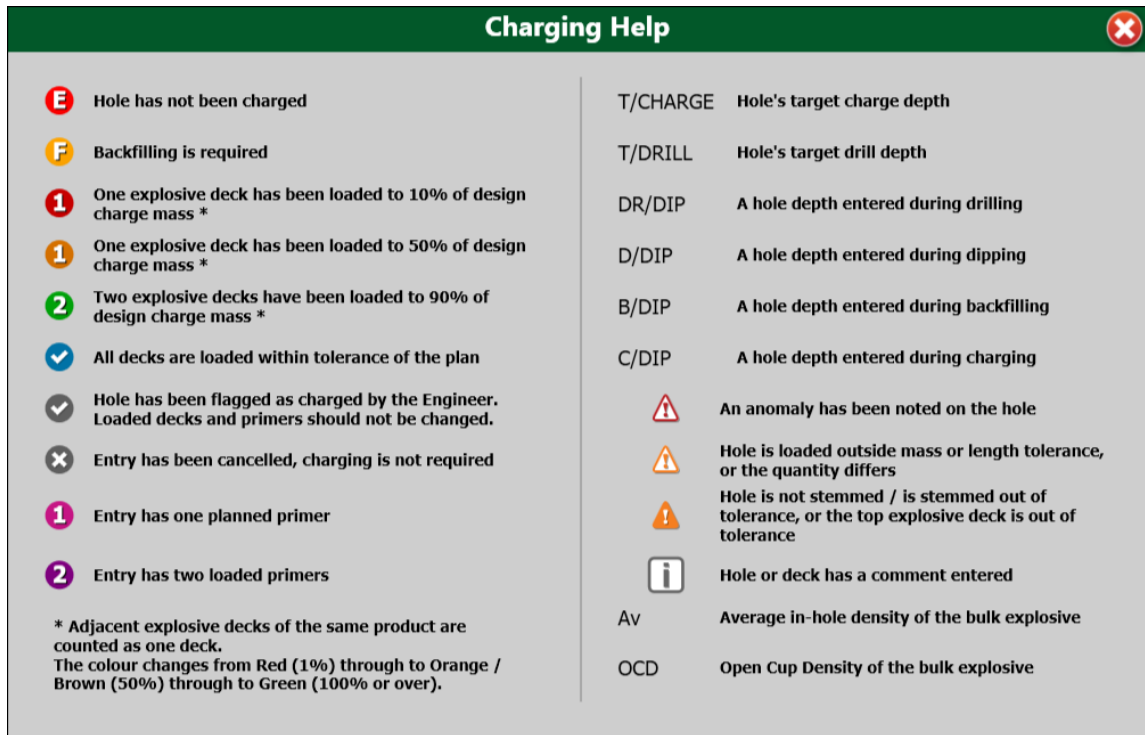 Charging Help
E Hole has not been charged
F Backfilling is required
1 One explosive deck has been loaded to 10% of design
charge mass *
1 One explosive deck has been loaded to 50% of design
charge mass *
2 Two explosive decks have been loaded to 90% of
design charge mass *
All decks are loaded within tolerance of the plan
Hole has been flagged as charged by the Engineer.
Loaded decks and primers should not be changed.
Entry has been cancelled, charging is not required
1 Entry has one planned primer
2 Entry has two loaded primers
* Adjacent explosive decks of the same product are
counted as one deck.
The colour changes from Red (1%) through to Orange /
Brown (50%) through to Green (100% or over).
T/CHARGE Hole's target charge depth
T/DRILL Hole's target drill depth
DR/DIP A hole depth entered during drilling
D/DIP A hole depth entered during dipping
B/DIP A hole depth entered during backfilling
C/DIP A hole depth entered during charging
! An anomaly has been noted on the hole
! Hole is loaded outside mass or length tolerance,
or the quantity differs
! Hole is not stemmed / is stemmed out of
tolerance, or the top explosive deck is out of
tolerance
i Hole or deck has a comment entered
Av Average in-hole density of the bulk explosive
OCD Open Cup Density of the bulk explosive